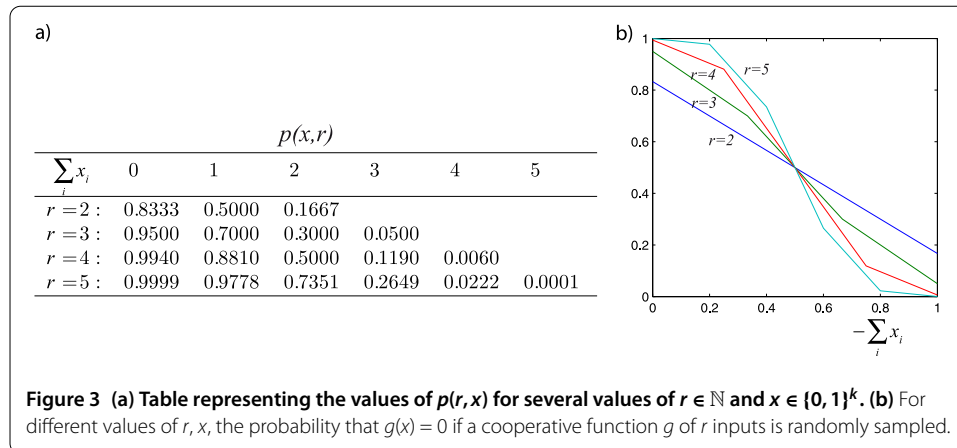 a)
p(x,r)
∑_i x_i 0 1 2 3 4 5
r = 2 : 0.8333 0.5000 0.1667
r = 3 : 0.9500 0.7000 0.3000 0.0500
r = 4 : 0.9940 0.8810 0.5000 0.1190 0.0060
r = 5 : 0.9999 0.9778 0.7351 0.2649 0.0222 0.0001
b)
1
0.8
0.6
0.4
0.2
0
r=5
r=4
r=3
r=2
0 0.2 0.4 0.6 0.8 1
−∑_i x_i
Figure 3 (a) Table representing the values of p(r, x) for several values of r ∈ ℕ and x ∈ {0, 1}^k. (b) For
different values of r, x, the probability that g(x) = 0 if a cooperative function g of r inputs is randomly sampled.